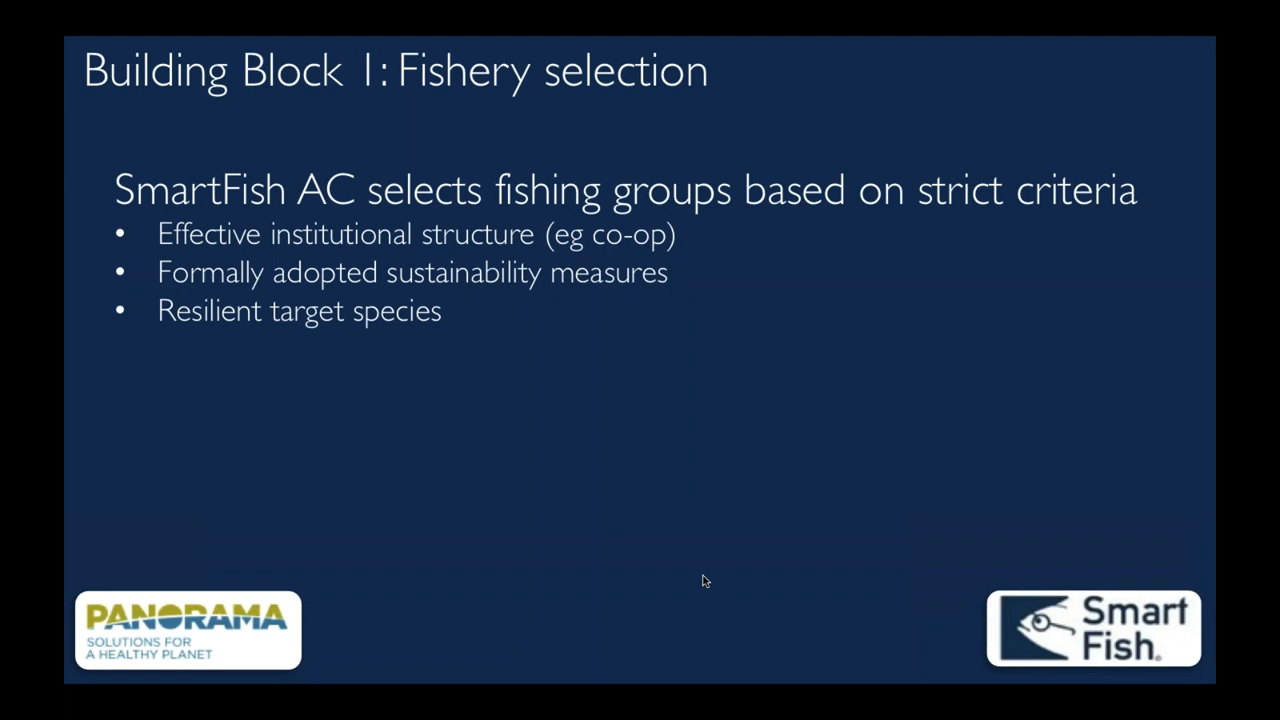 Building Block 1: Fishery selection
SmartFish AC selects fishing groups based on strict criteria
• Effective institutional structure (eg co-op)
• Formally adopted sustainability measures
• Resilient target species
PANORAMA
SOLUTIONS FOR
A HEALTHY PLANET
Smart
Fish.